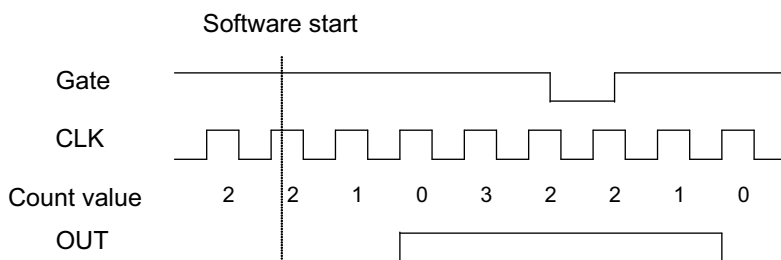 Software start
Gate
CLK
Count value 2 2 1 0 3 2 2 1 0
OUT